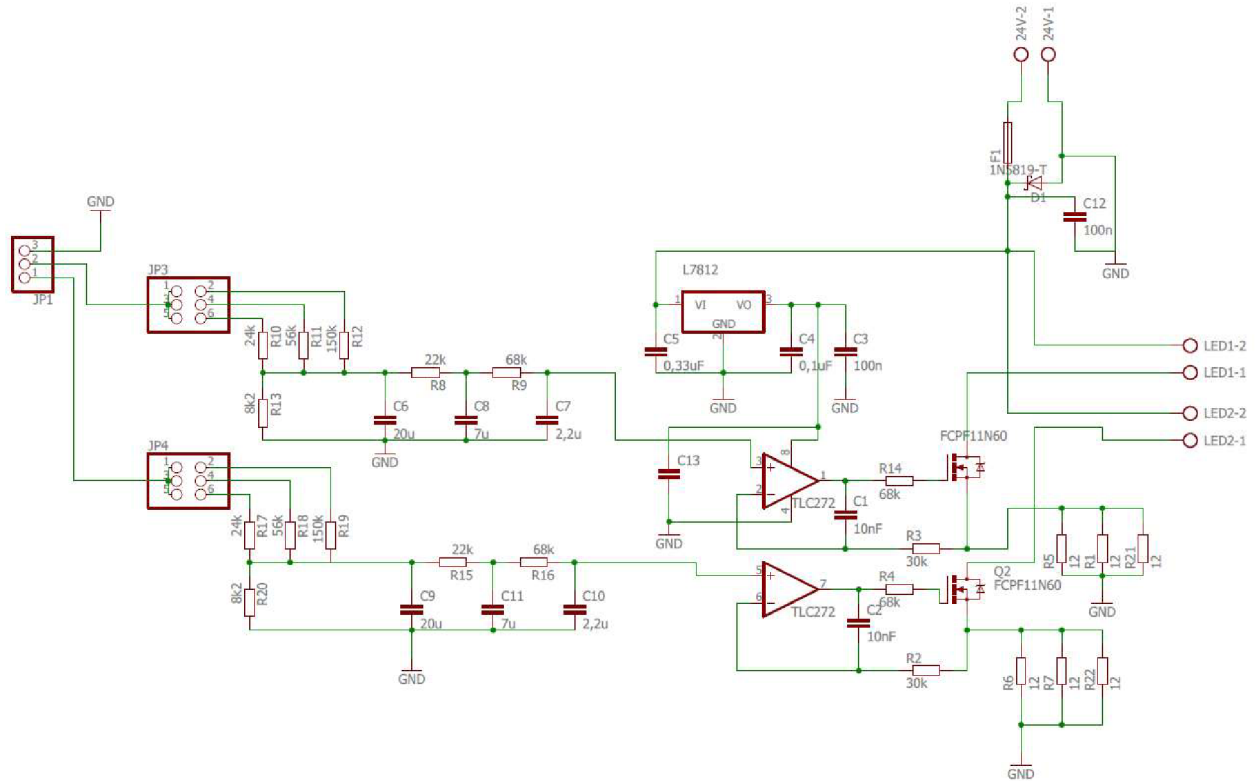 24V-2
24V-1
F1
1N5819-T
D1
C12
100n
GND
GND
3
2
1
JP1
JP3
1
3
5
2
4
6
24k
R10
56k
R11
150k
R12
8k2
R13
22k
R8
68k
R9
C6
20u
C8
7u
C7
2,2u
GND
L7812
1
VI
VO
3
GND
2
C5
0,33uF
C4
0,1uF
C3
100n
GND
GND
LED1-2
LED1-1
LED2-2
LED2-1
JP4
1
3
5
2
4
6
24k
R17
56k
R18
150k
R19
8k2
R20
22k
R15
68k
R16
C9
20u
C11
7u
C10
2,2u
GND
C13
GND
3
2
8
4
1
TLC272
C1
10nF
R14
68k
FCPF11N60
R3
30k
R5
12
R1
12
R21
12
GND
5
6
7
TLC272
C2
10nF
R4
68k
Q2
FCPF11N60
R2
30k
R6
12
R7
12
R22
12
GND